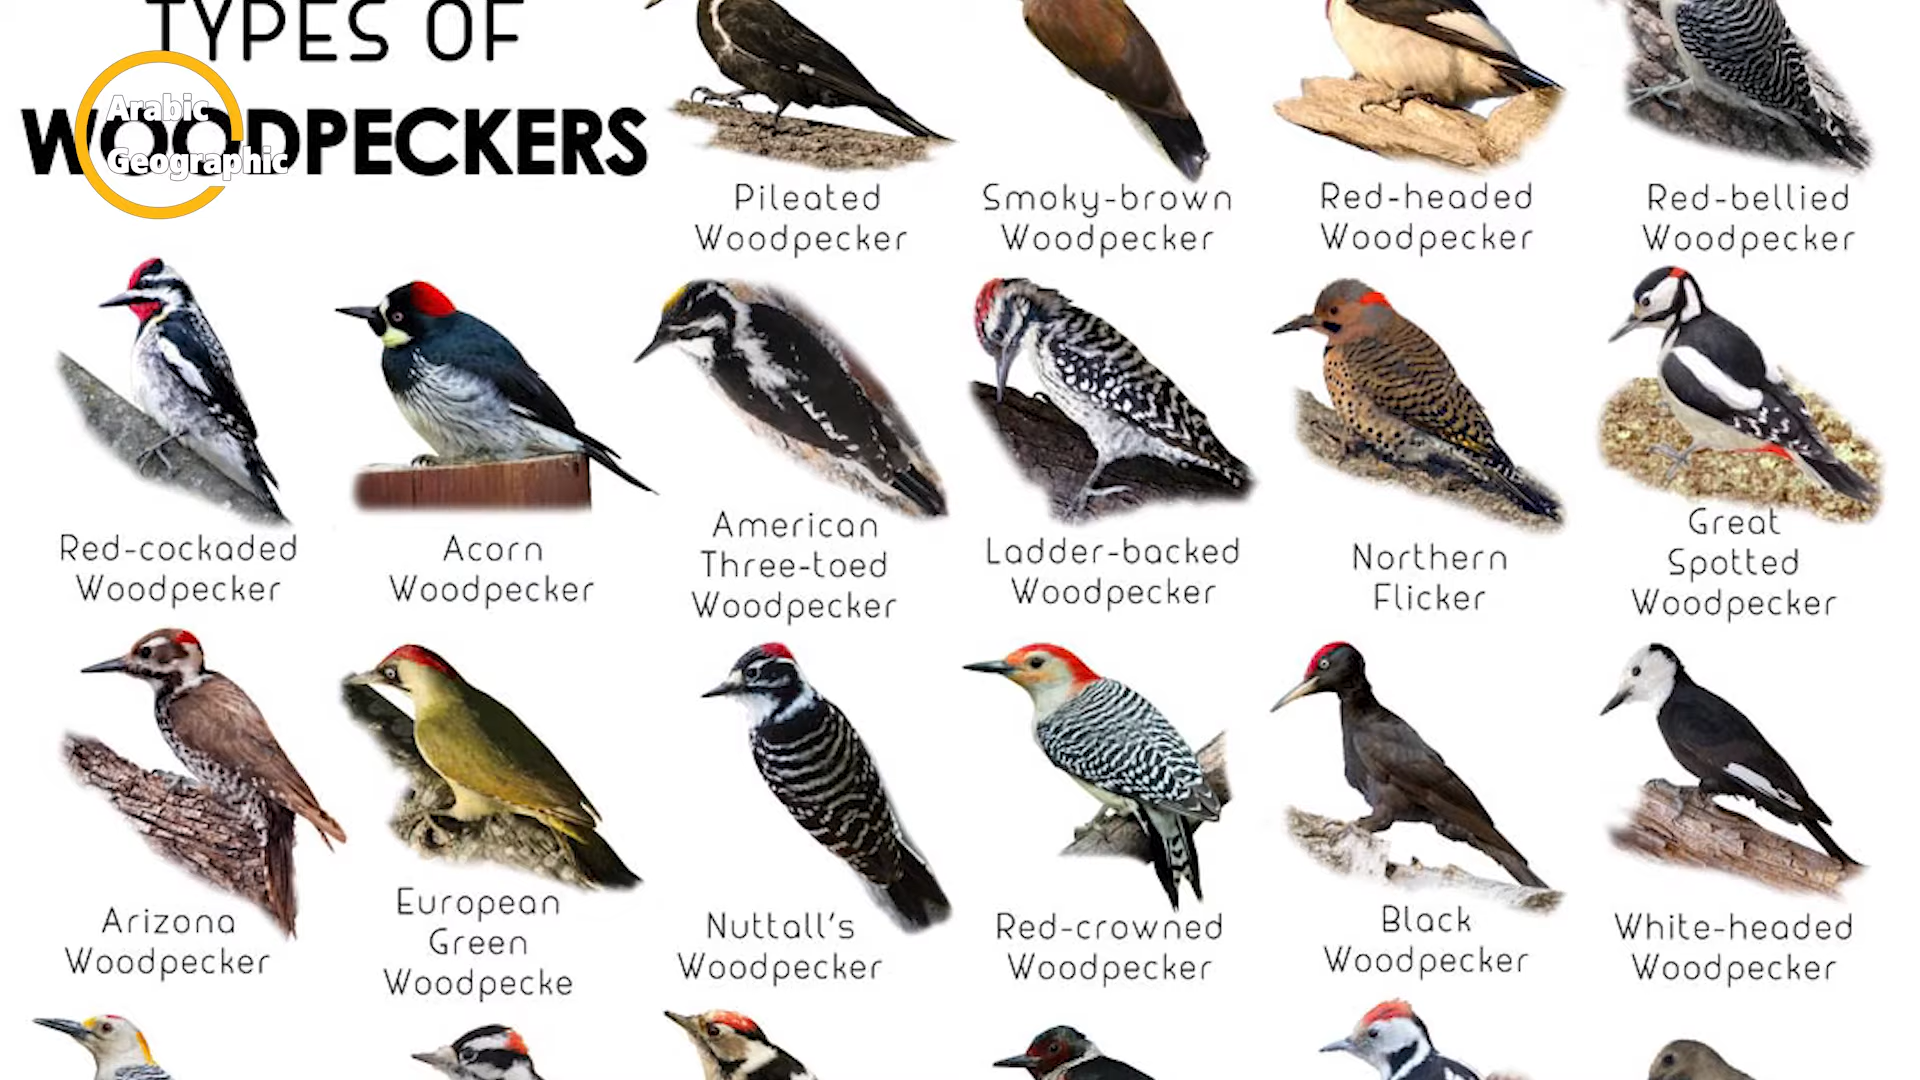 TYPES OF
WOODPECKERS
Arabic
Geographic
Pileated
Woodpecker
Smoky-brown
Woodpecker
Red-headed
Woodpecker
Red-bellied
Woodpecker
Red-cockaded
Woodpecker
Acorn
Woodpecker
American
Three-toed
Woodpecker
Ladder-backed
Woodpecker
Northern
Flicker
Great
Spotted
Woodpecker
Arizona
Woodpecker
European
Green
Woodpecke
Nuttall's
Woodpecker
Red-crowned
Woodpecker
Black
Woodpecker
White-headed
Woodpecker